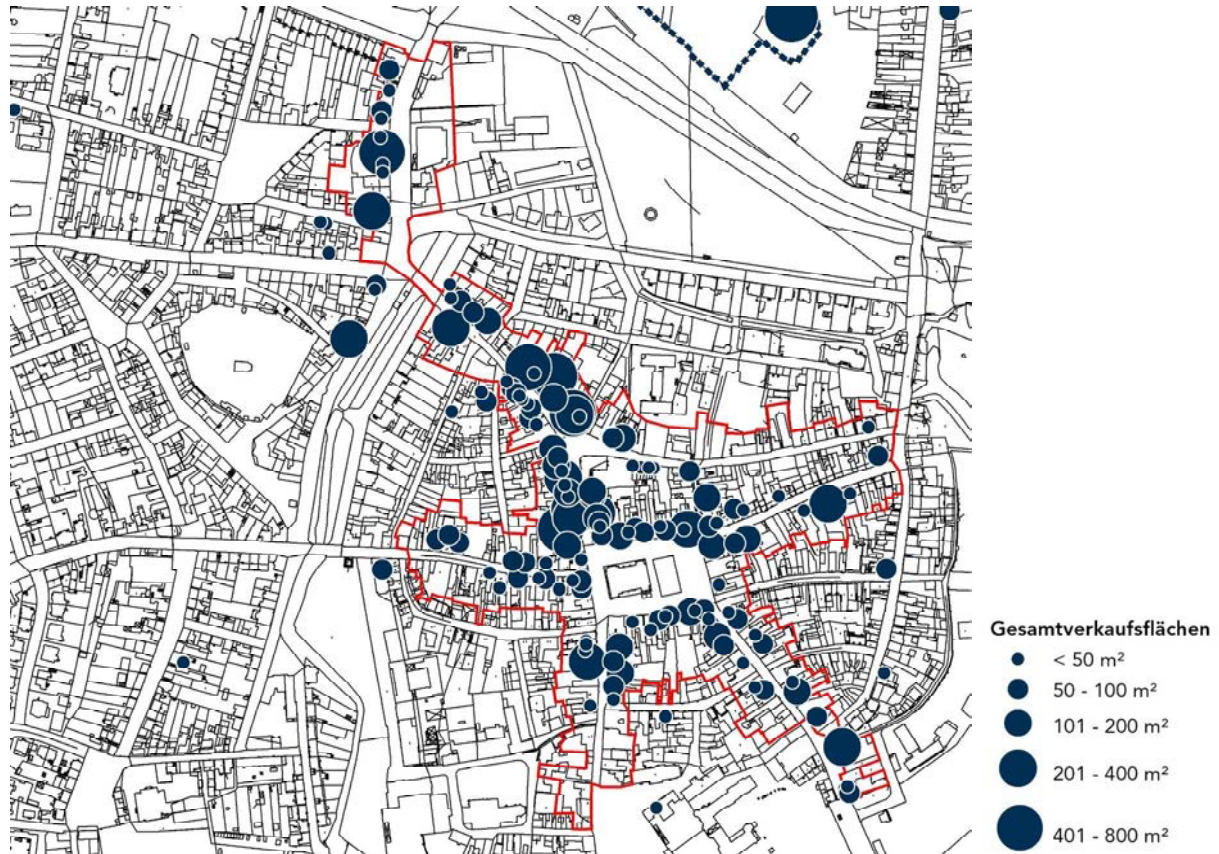 Gesamtverkaufsflächen
< 50 m²
50 - 100 m²
101 - 200 m²
201 - 400 m²
401 - 800 m²